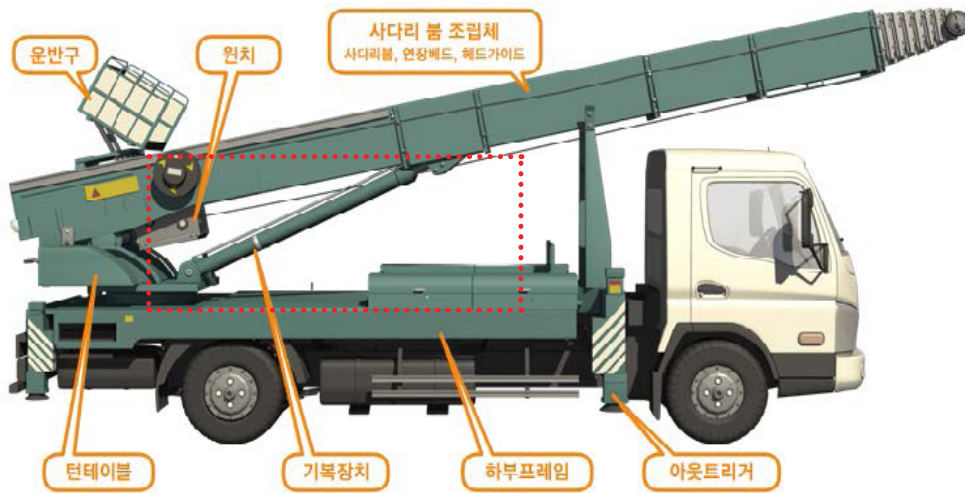 사다리 붐 조립체
사다리붐, 연장베드, 헤드가이드
운반구
윈치
턴테이블
기복장치
하부프레임
아웃트리거